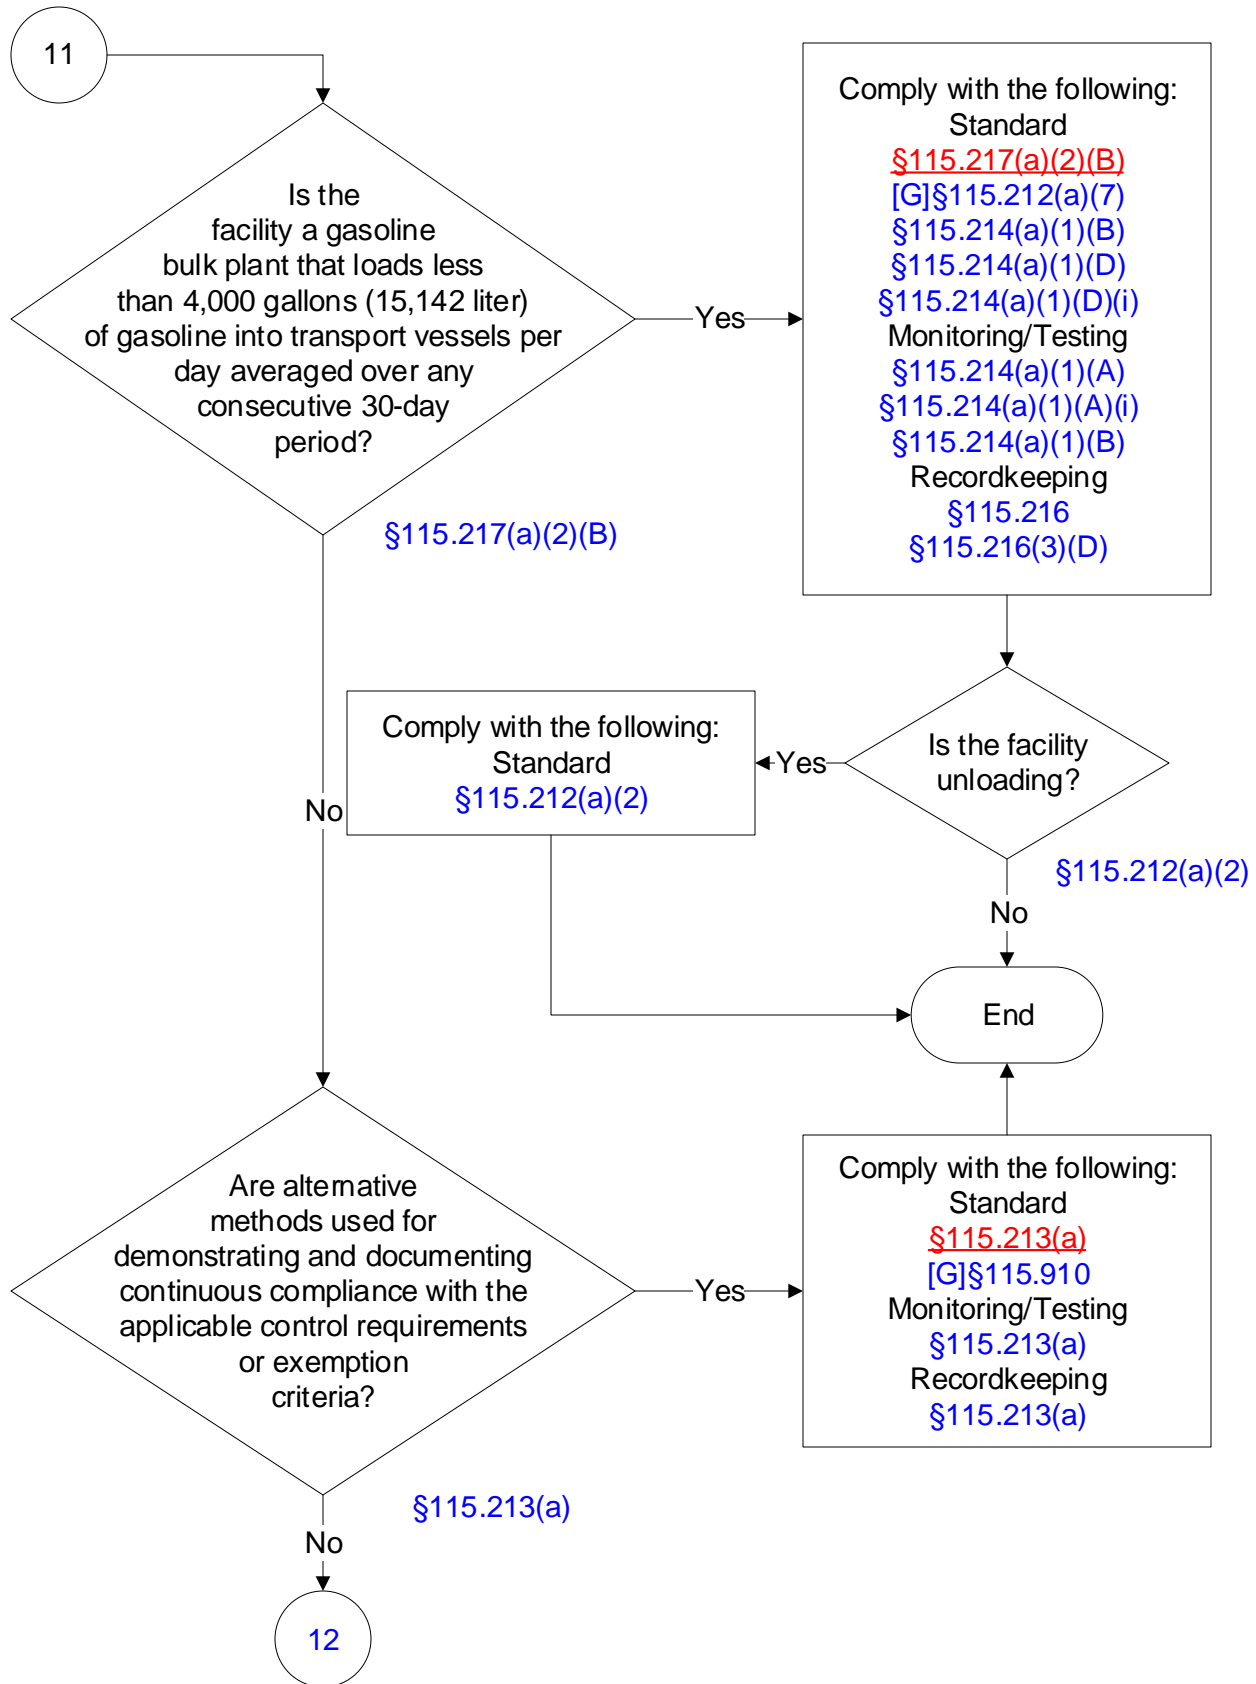 11
Is the
facility a gasoline
bulk plant that loads less
than 4,000 gallons (15,142 liter)
of gasoline into transport vessels per
day averaged over any
consecutive 30-day
period?
§115.217(a)(2)(B)
Yes
Comply with the following:
Standard
§115.217(a)(2)(B)
[G]§115.212(a)(7)
§115.214(a)(1)(B)
§115.214(a)(1)(D)
§115.214(a)(1)(D)(i)
Monitoring/Testing
§115.214(a)(1)(A)
§115.214(a)(1)(A)(i)
§115.214(a)(1)(B)
Recordkeeping
§115.216
§115.216(3)(D)
Is the facility
unloading?
§115.212(a)(2)
Yes
Comply with the following:
Standard
§115.212(a)(2)
No
No
End
Are alternative
methods used for
demonstrating and documenting
continuous compliance with the
applicable control requirements
or exemption
criteria?
§115.213(a)
Yes
Comply with the following:
Standard
§115.213(a)
[G]§115.910
Monitoring/Testing
§115.213(a)
Recordkeeping
§115.213(a)
No
12